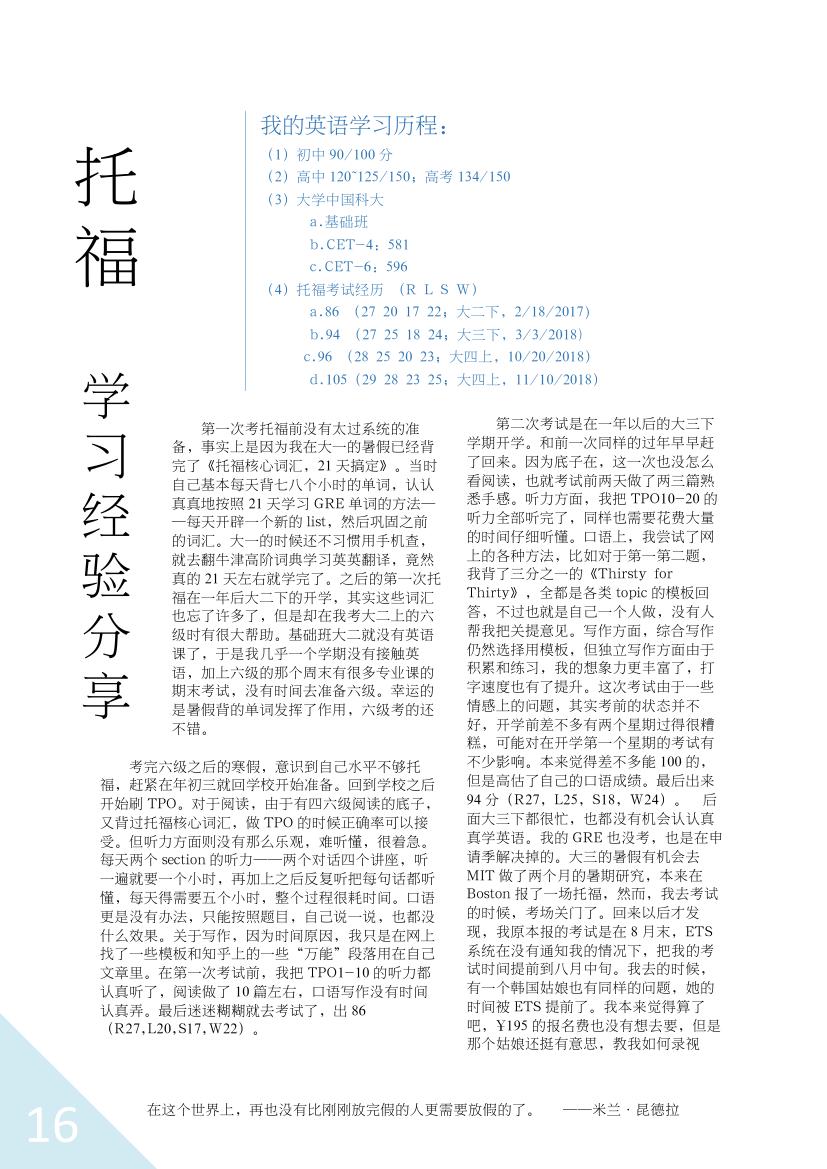 托福 学习经验分享
我的英语学习历程：
（1）初中 90/100 分
（2）高中 120~125/150；高考 134/150
（3）大学中国科大
a.基础班
b.CET-4；581
c.CET-6；596
（4）托福考试经历 （R L S W）
a.86 （27 20 17 22；大二下，2/18/2017）
b.94 （27 25 18 24；大三下，3/3/2018）
c.96 （28 25 20 23；大四上，10/20/2018）
d.105（29 28 23 25；大四上，11/10/2018）
第一次考托福前没有太过系统的准
备，事实上是因为我在大一的暑假已经背
完了《托福核心词汇，21 天搞定》。当时
自己基本每天背七八个小时的单词，认认
真真地按照 21 天学习 GRE 单词的方法—
—每天开辟一个新的 list，然后巩固之前
的词汇。大一的时候还不习惯用手机查，
就去翻牛津高阶词典学习英英翻译，竟然
真的 21 天左右就学完了。之后的第一次托
福在一年后大二下的开学，其实这些词汇
也忘了许多了，但是却在我考大二上的六
级时有很大帮助。基础班大二就没有英语
课了，于是我几乎一个学期没有接触英
语，加上六级的那个周末有很多专业课的
期末考试，没有时间去准备六级。幸运的
是暑假背的单词发挥了作用，六级考的还
不错。
考完六级之后的寒假，意识到自己水平不够托
福，赶紧在年初三就回学校开始准备。回到学校之后
开始刷 TPO。对于阅读，由于有四六级阅读的底子，
又背过托福核心词汇，做 TPO 的时候正确率可以接
受。但听力方面则没有那么乐观，难听懂，很着急。
每天两个 section 的听力——两个对话四个讲座，听
一遍就要一个小时，再加上之后反复听把每句话都听
懂，每天得需要五个小时，整个过程很耗时间。口语
更是没有办法，只能按照题目，自己说一说，也都没
什么效果。关于写作，因为时间原因，我只是在网上
找了一些模板和知乎上的一些“万能”段落用在自己
文章里。在第一次考试前，我把 TPO1-10 的听力都
认真听了，阅读做了 10 篇左右，口语写作没有时间
认真弄。最后迷迷糊糊就去考试了，出 86
（R27,L20,S17,W22）。
第二次考试是在一年以后的大三下
学期开学。和前一次同样的过年早早赶
了回来。因为底子在，这一次也没怎么
看阅读，也就考试前两天做了两三篇熟
悉手感。听力方面，我把 TPO10-20 的
听力全部听完了，同样也需要花费大量
的时间仔细听懂。口语上，我尝试了网
上的各种方法，比如对于第一第二题，
我背了三分之一的《Thirsty for
Thirty》，全都是各类 topic 的模板回
答，不过也就是自己一个人做，没有人
帮我把关提意见。写作方面，综合写作
仍然选择用模板，但独立写作方面由于
积累和练习，我的想象力更丰富了，打
字速度也有了提升。这次考试由于一些
情感上的问题，其实考前的状态并不
好，开学前差不多有两个星期过得很糟
糕，可能对在开学第一个星期的考试有
不少影响。本来觉得差不多能 100 的，
但是高估了自己的口语成绩。最后出来
94 分（R27，L25，S18，W24）。 后
面大三下都很忙，也都没有机会认认真
真学英语。我的 GRE 也没考，也是在申
请季解决掉的。大三的暑假有机会去
MIT 做了两个月的暑期研究，本来在
Boston 报了一场托福，然而，我去考试
的时候，考场关门了。回来以后才发
现，我原本报的考试是在 8 月末，ETS
系统在没有通知我的情况下，把我的考
试时间提前到八月中旬。我去的时候，
有一个韩国姑娘也有同样的问题，她的
时间被 ETS 提前了。我本来觉得算了
吧，¥195 的报名费也没有想去要，但是
那个姑娘还挺有意思，教我如何录视
在这个世界上，再也没有比刚刚放完假的人更需要放假的了。 ——米兰·昆德拉
16